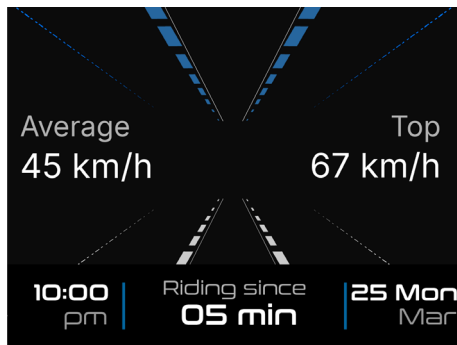 Average
45 km/h
Top
67 km/h
10:00
pm
Riding since
05 min
25 Mon
Mar